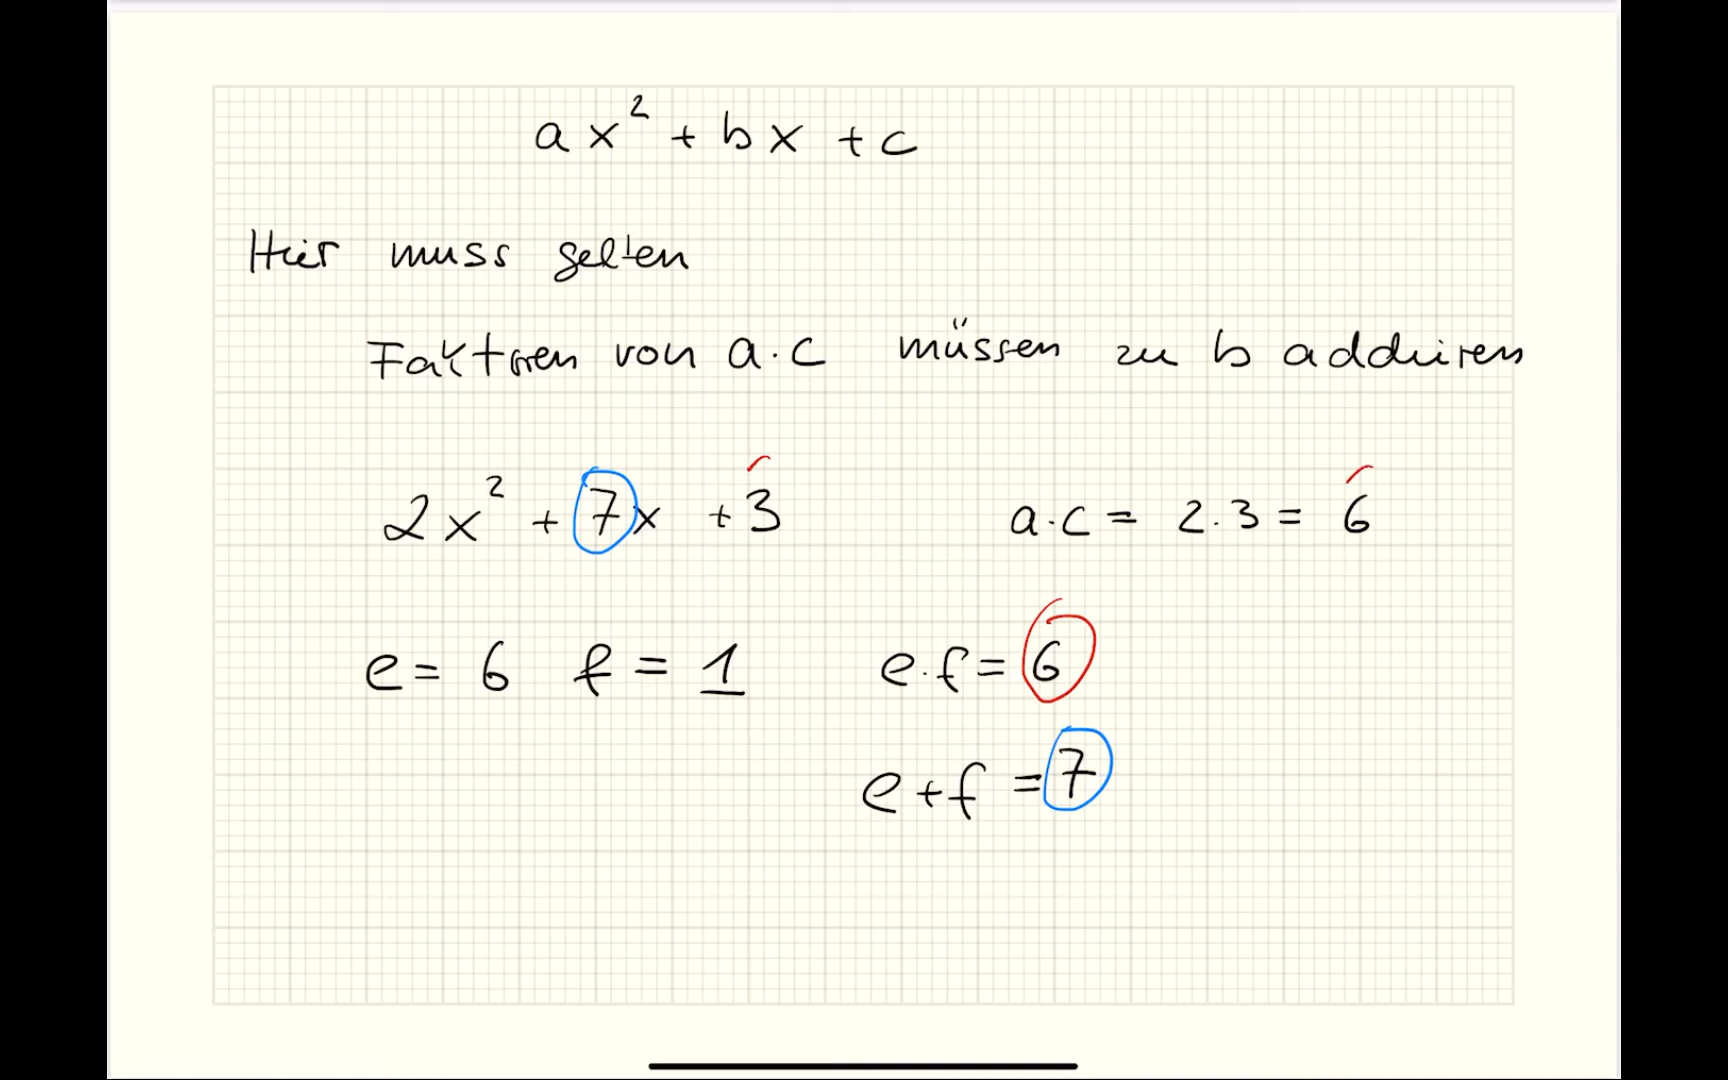 ax² + bx + c
Hier muss gelten
Faktoren von a·c müssen zu b addieren
2x² + 7x + 3 a·c = 2·3 = 6
e = 6 f = 1 e·f = 6
e+f = 7